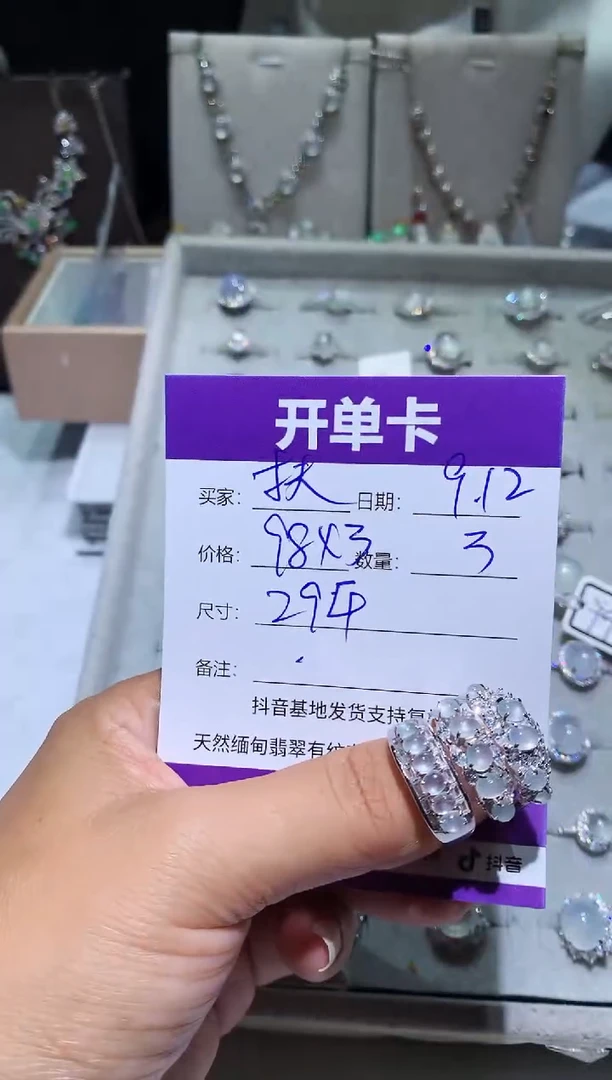 开单卡
买家: 扶 日期: 9.12
价格: 98X3 数量: 3
尺寸: 29
备注:
抖音基地发货支持复
天然缅甸翡翠有纹
抖音